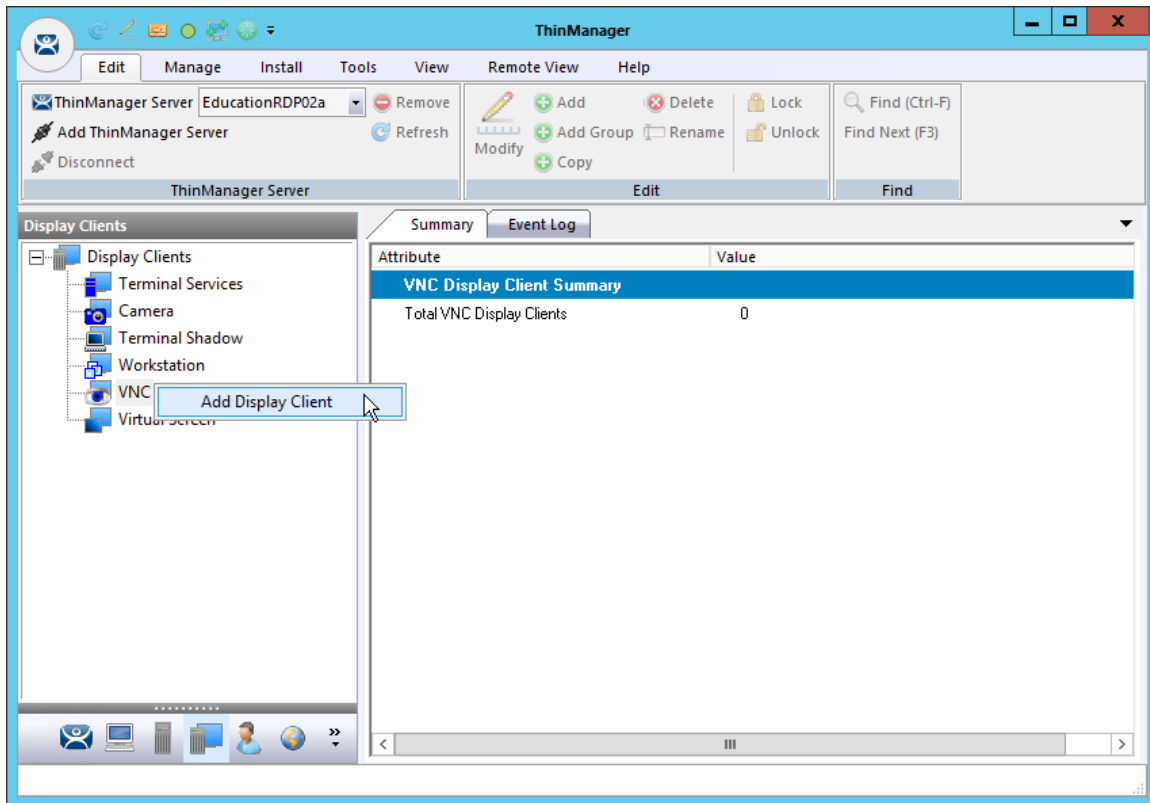 ThinManager
Edit Manage Install Tools View Remote View Help
ThinManager Server EducationRDP02a Remove Add Delete Lock Find (Ctrl-F)
Add ThinManager Server Refresh Modify Add Group Rename Unlock Find Next (F3)
Disconnect Copy
ThinManager Server Edit Find
Display Clients Summary Event Log
Display Clients Attribute Value
Terminal Services VNC Display Client Summary
Camera Total VNC Display Clients 0
Terminal Shadow
Workstation
VNC Add Display Client
Virtual Screen